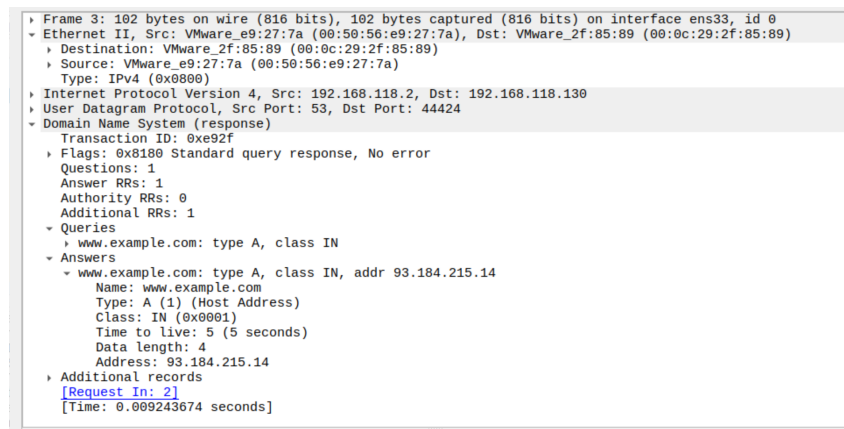 Frame 3: 102 bytes on wire (816 bits), 102 bytes captured (816 bits) on interface ens33, id 0
Ethernet II, Src: VMware_e9:27:7a (00:50:56:e9:27:7a), Dst: VMware_2f:85:89 (00:0c:29:2f:85:89)
Destination: VMware_2f:85:89 (00:0c:29:2f:85:89)
Source: VMware_e9:27:7a (00:50:56:e9:27:7a)
Type: IPv4 (0x0800)
Internet Protocol Version 4, Src: 192.168.118.2, Dst: 192.168.118.130
User Datagram Protocol, Src Port: 53, Dst Port: 44424
Domain Name System (response)
Transaction ID: 0xe92f
Flags: 0x8180 Standard query response, No error
Questions: 1
Answer RRs: 1
Authority RRs: 0
Additional RRs: 1
Queries
www.example.com: type A, class IN
Answers
www.example.com: type A, class IN, addr 93.184.215.14
Name: www.example.com
Type: A (1) (Host Address)
Class: IN (0x0001)
Time to live: 5 (5 seconds)
Data length: 4
Address: 93.184.215.14
Additional records
[Request In: 2]
[Time: 0.009243674 seconds]